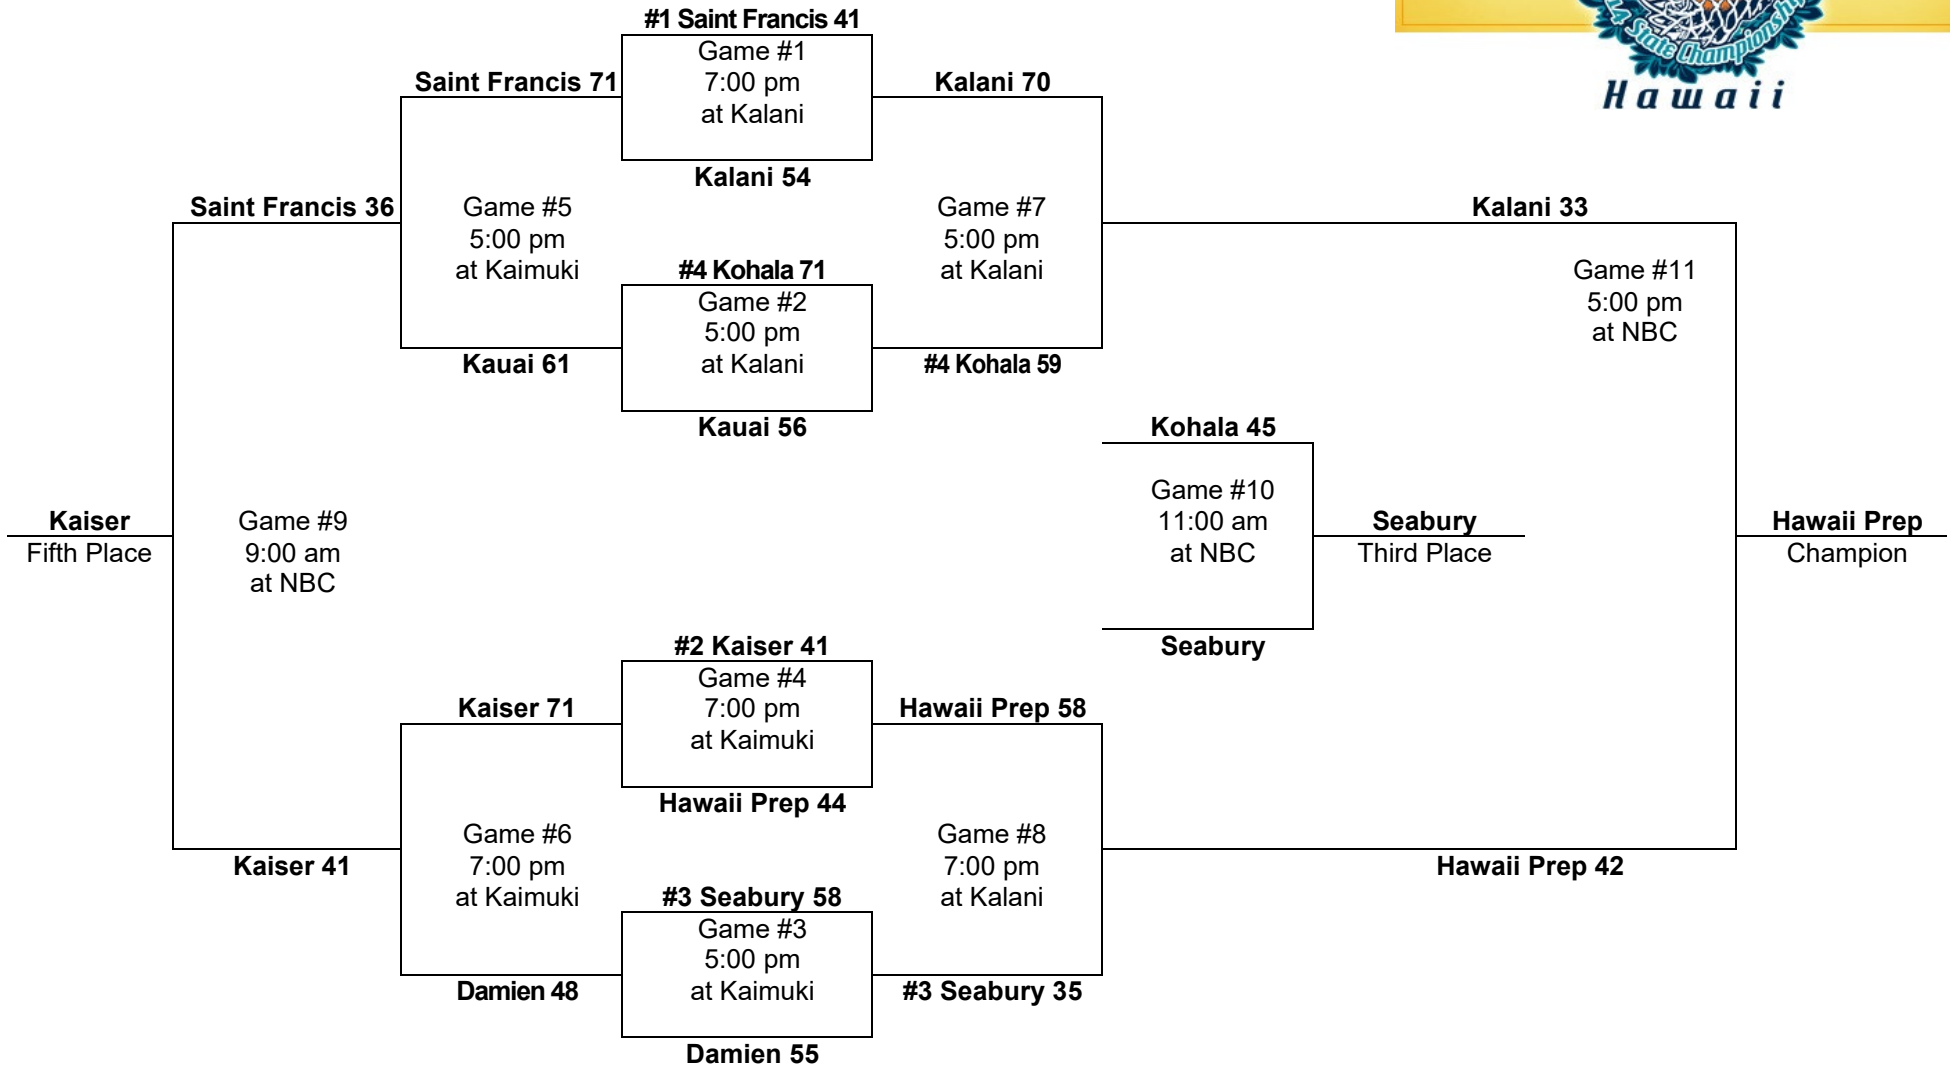 #1 Saint Francis 41
Game #1
7:00 pm
at Kalani
Kalani 54
Saint Francis 71
Kalani 70
14 State Championships
Hawaii
Saint Francis 36
Game #5
5:00 pm
at Kaimuki
Game #7
5:00 pm
at Kalani
Kalani 33
#4 Kohala 71
Game #2
5:00 pm
at Kalani
Kauai 56
Kauai 61
#4 Kohala 59
Game #11
5:00 pm
at NBC
Kohala 45
Game #10
11:00 am
at NBC
Seabury
Seabury
Third Place
Kaiser
Fifth Place
Game #9
9:00 am
at NBC
Hawaii Prep
Champion
#2 Kaiser 41
Game #4
7:00 pm
at Kaimuki
Hawaii Prep 44
Kaiser 71
Hawaii Prep 58
Game #6
7:00 pm
at Kaimuki
Game #8
7:00 pm
at Kalani
Kaiser 41
Hawaii Prep 42
#3 Seabury 58
Game #3
5:00 pm
at Kaimuki
Damien 55
Damien 48
#3 Seabury 35